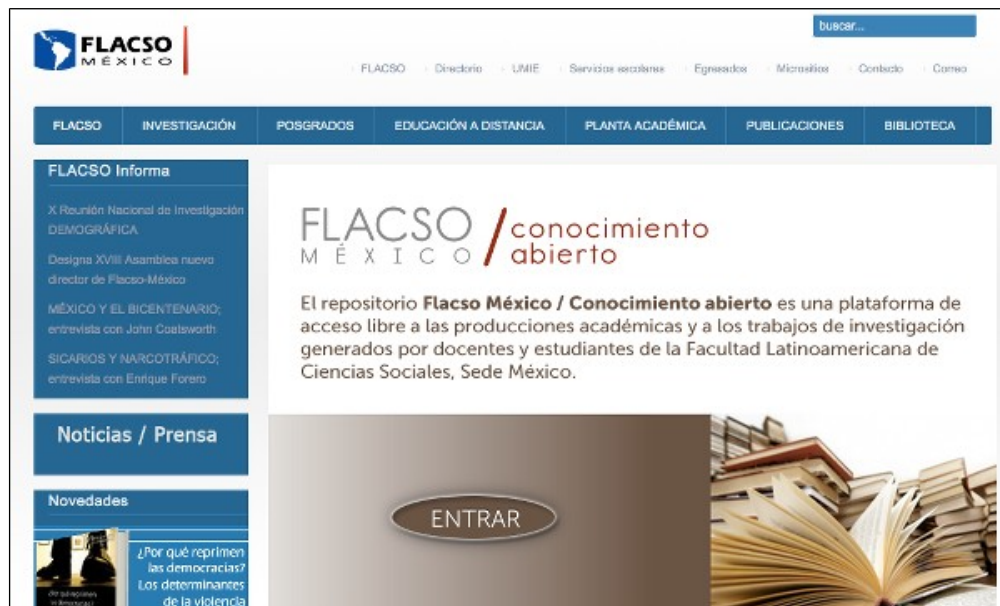 FLACSO
MÉXICO
buscar...
FLACSO Directorio UMIE Servicios escolares Egresados Micrositios Contacto Correo
FLACSO INVESTIGACIÓN POSGRADOS EDUCACIÓN A DISTANCIA PLANTA ACADÉMICA PUBLICACIONES BIBLIOTECA
FLACSO Informa
X Reunión Nacional de Investigación
DEMOGRÁFICA
Designa XVIII Asamblea nuevo
director de Flacso-México
MÉXICO Y EL BICENTENARIO;
entrevista con John Coatsworth
SICARIOS Y NARCOTRÁFICO;
entrevista con Enrique Forero
Noticias / Prensa
Novedades
¿Por qué reprimen
las democracias?
Los determinantes
de la violencia
FLACSO / conocimiento
MÉXICO abierto
El repositorio Flacso México / Conocimiento abierto es una plataforma de
acceso libre a las producciones académicas y a los trabajos de investigación
generados por docentes y estudiantes de la Facultad Latinoamericana de
Ciencias Sociales, Sede México.
ENTRAR